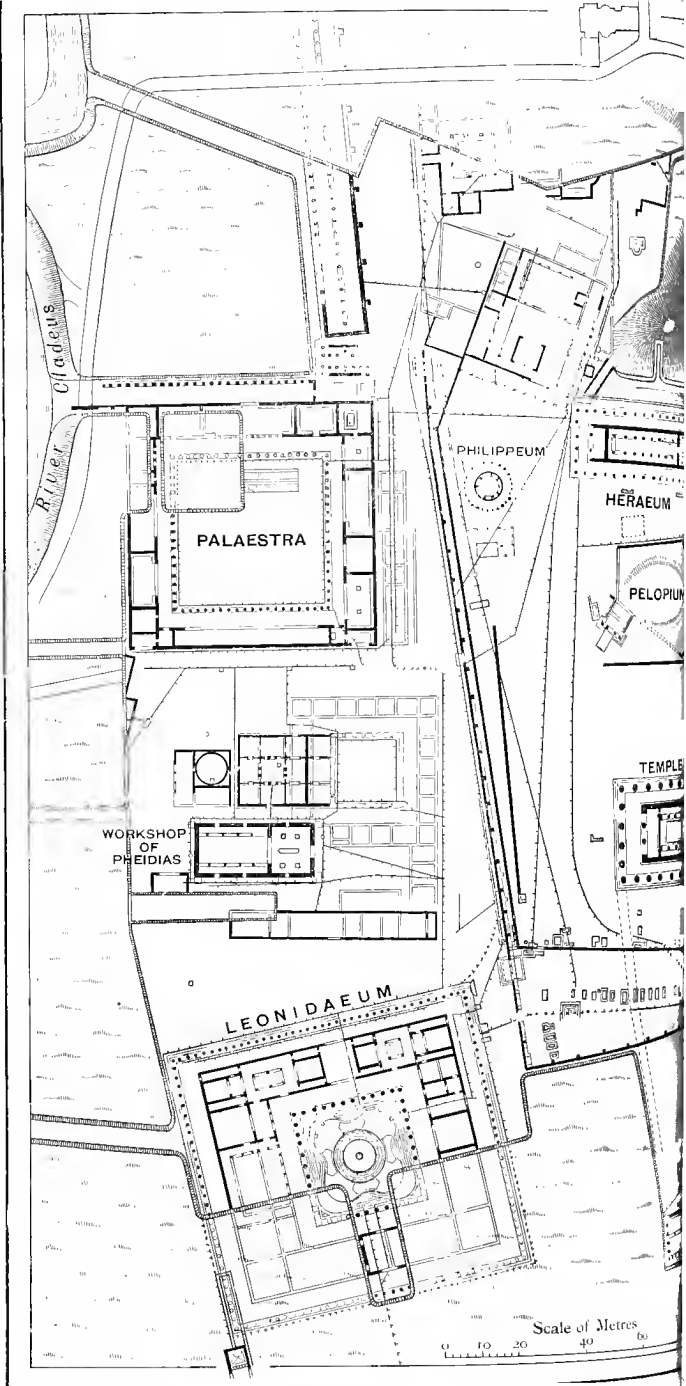 River Cladeus
PHILIPPEUM
HERAEUM
PALAESTRA
PELOPIUM
TEMPLE
WORKSHOP
OF
PHEIDIAS
LEONIDAEUM
Scale of Metres
0 10 20 40 60